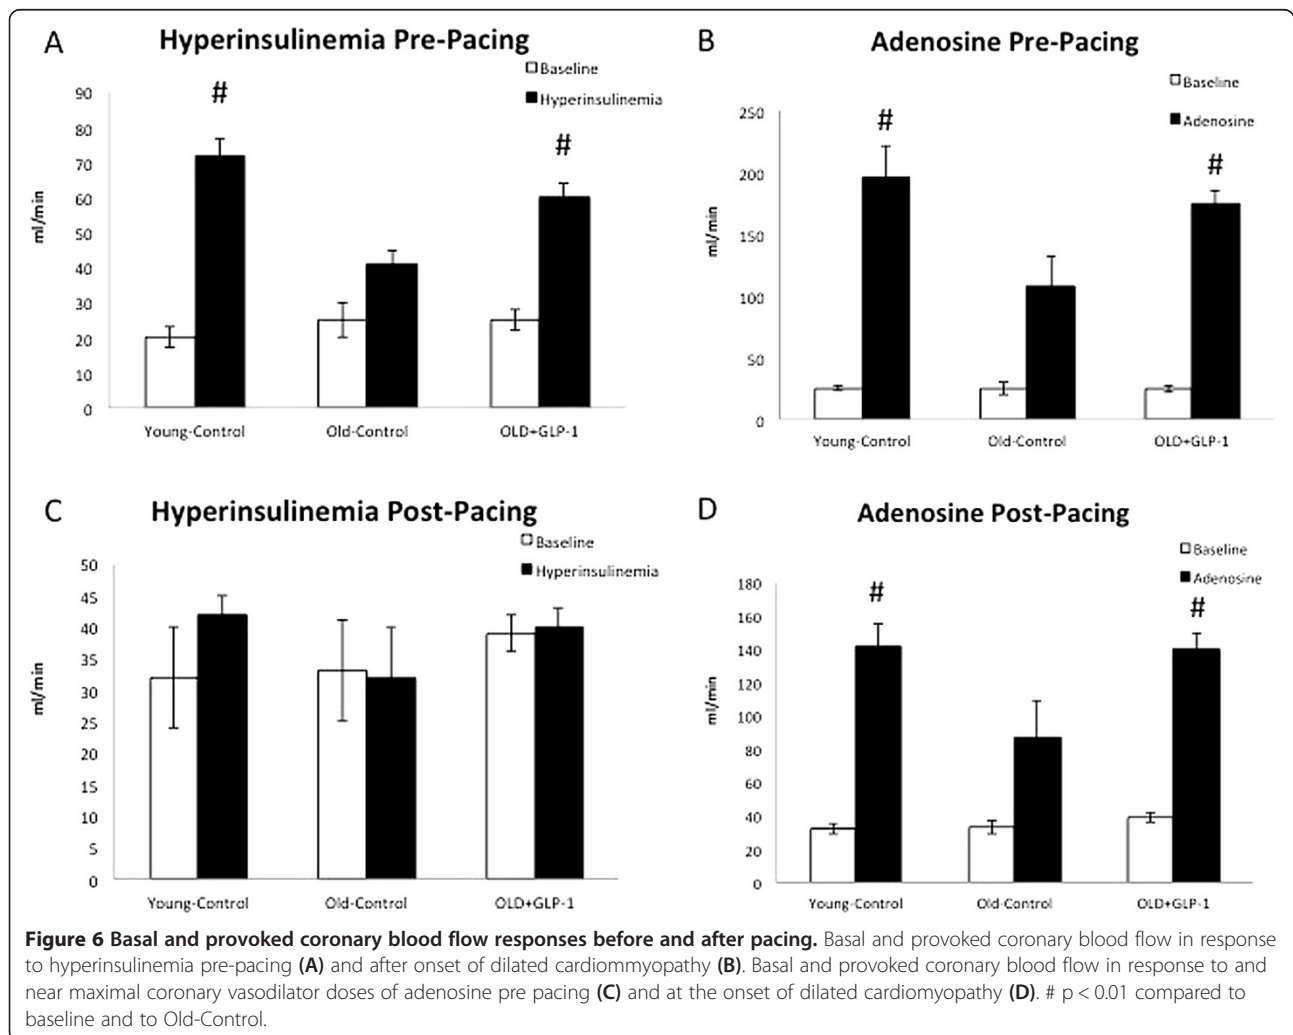 A
Hyperinsulinemia Pre-Pacing
Baseline
Hyperinsulinemia
90
80
70
60
50
40
30
20
10
0
ml/min
#
#
Young-Control
Old-Control
OLD+GLP-1
B
Adenosine Pre-Pacing
Baseline
Adenosine
250
200
150
100
50
0
ml/min
#
#
Young-Control
Old-Control
OLD+GLP-1
C
Hyperinsulinemia Post-Pacing
Baseline
Hyperinsulinemia
50
45
40
35
30
25
20
15
10
5
0
ml/min
Young-Control
Old-Control
OLD+GLP-1
D
Adenosine Post-Pacing
Baseline
Adenosine
180
160
140
120
100
80
60
40
20
0
ml/min
#
#
Young-Control
Old-Control
OLD+GLP-1
Figure 6 Basal and provoked coronary blood flow responses before and after pacing. Basal and provoked coronary blood flow in response
to hyperinsulinemia pre-pacing (A) and after onset of dilated cardiommyopathy (B). Basal and provoked coronary blood flow in response to and
near maximal coronary vasodilator doses of adenosine pre pacing (C) and at the onset of dilated cardiomyopathy (D). # p < 0.01 compared to
baseline and to Old-Control.